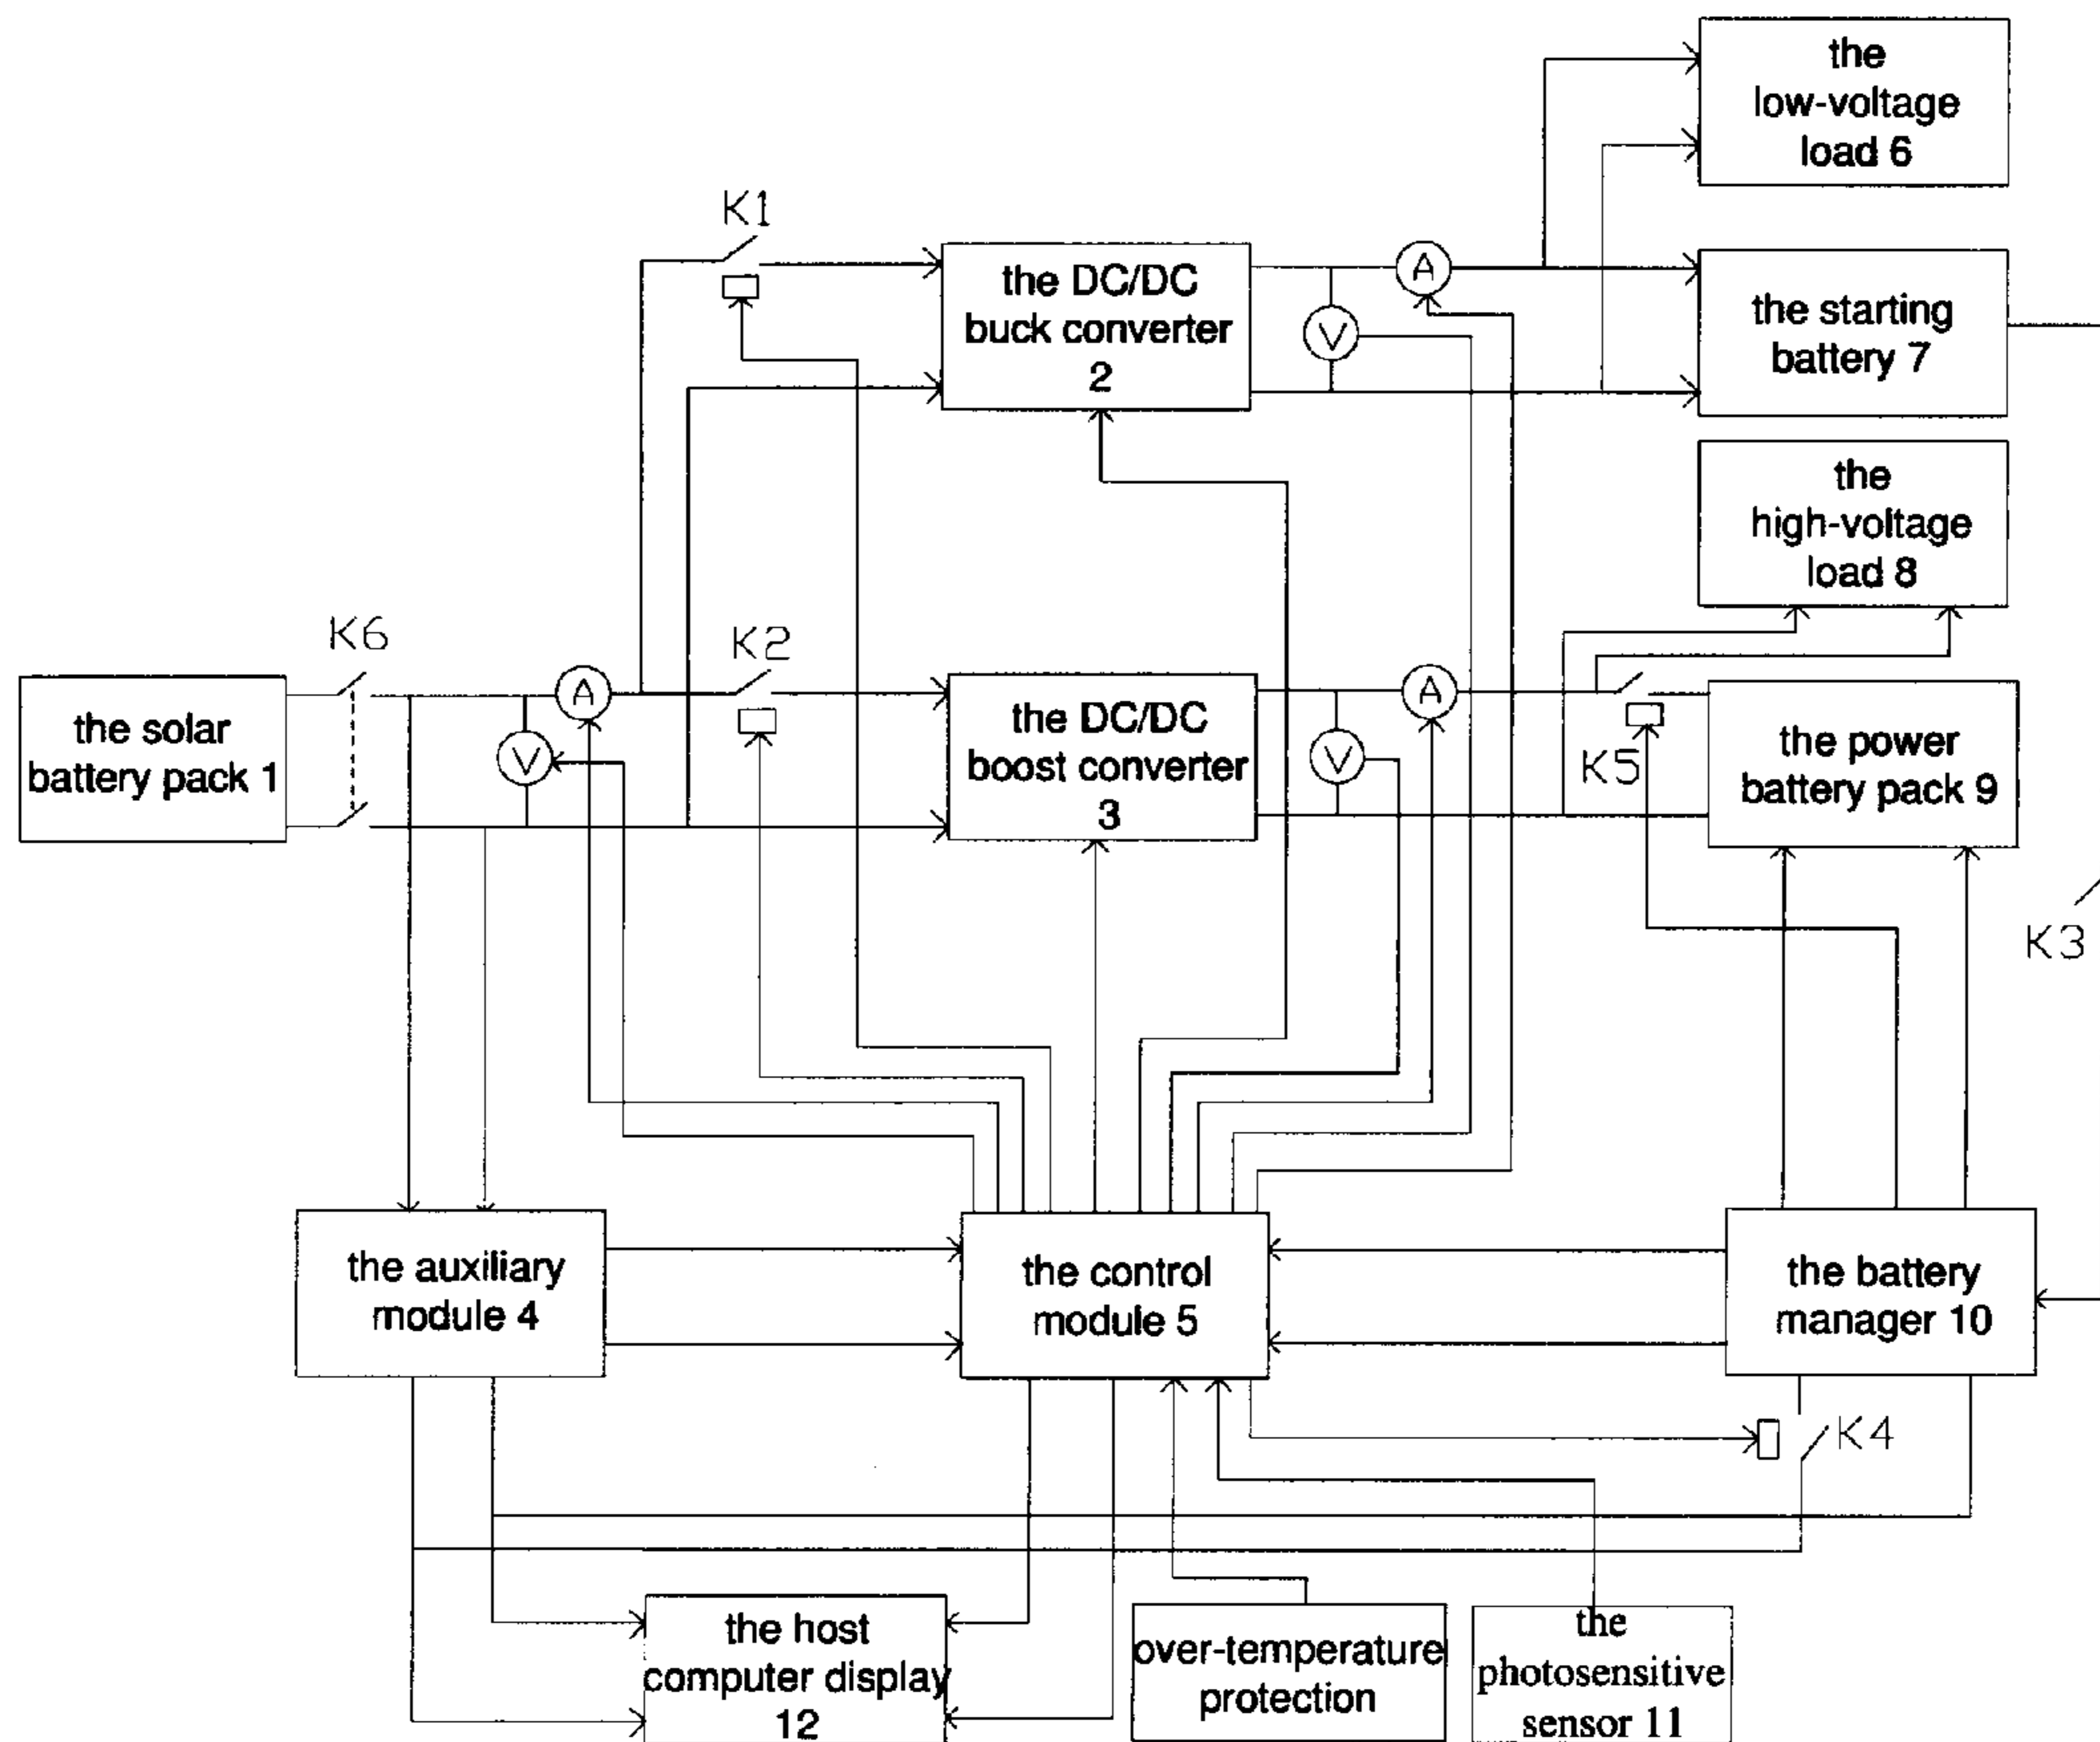 the
low-voltage
load 6
K1
the DC/DC
buck converter
2
A
V
the starting
battery 7
the
high-voltage
load 8
K6
K2
the solar
battery pack 1
A
V
the DC/DC
boost converter
3
A
V
K5
the power
battery pack 9
K3
the auxiliary
module 4
the control
module 5
the battery
manager 10
K4
the host
computer display
12
over-temperature
protection
the
photosensitive
sensor 11